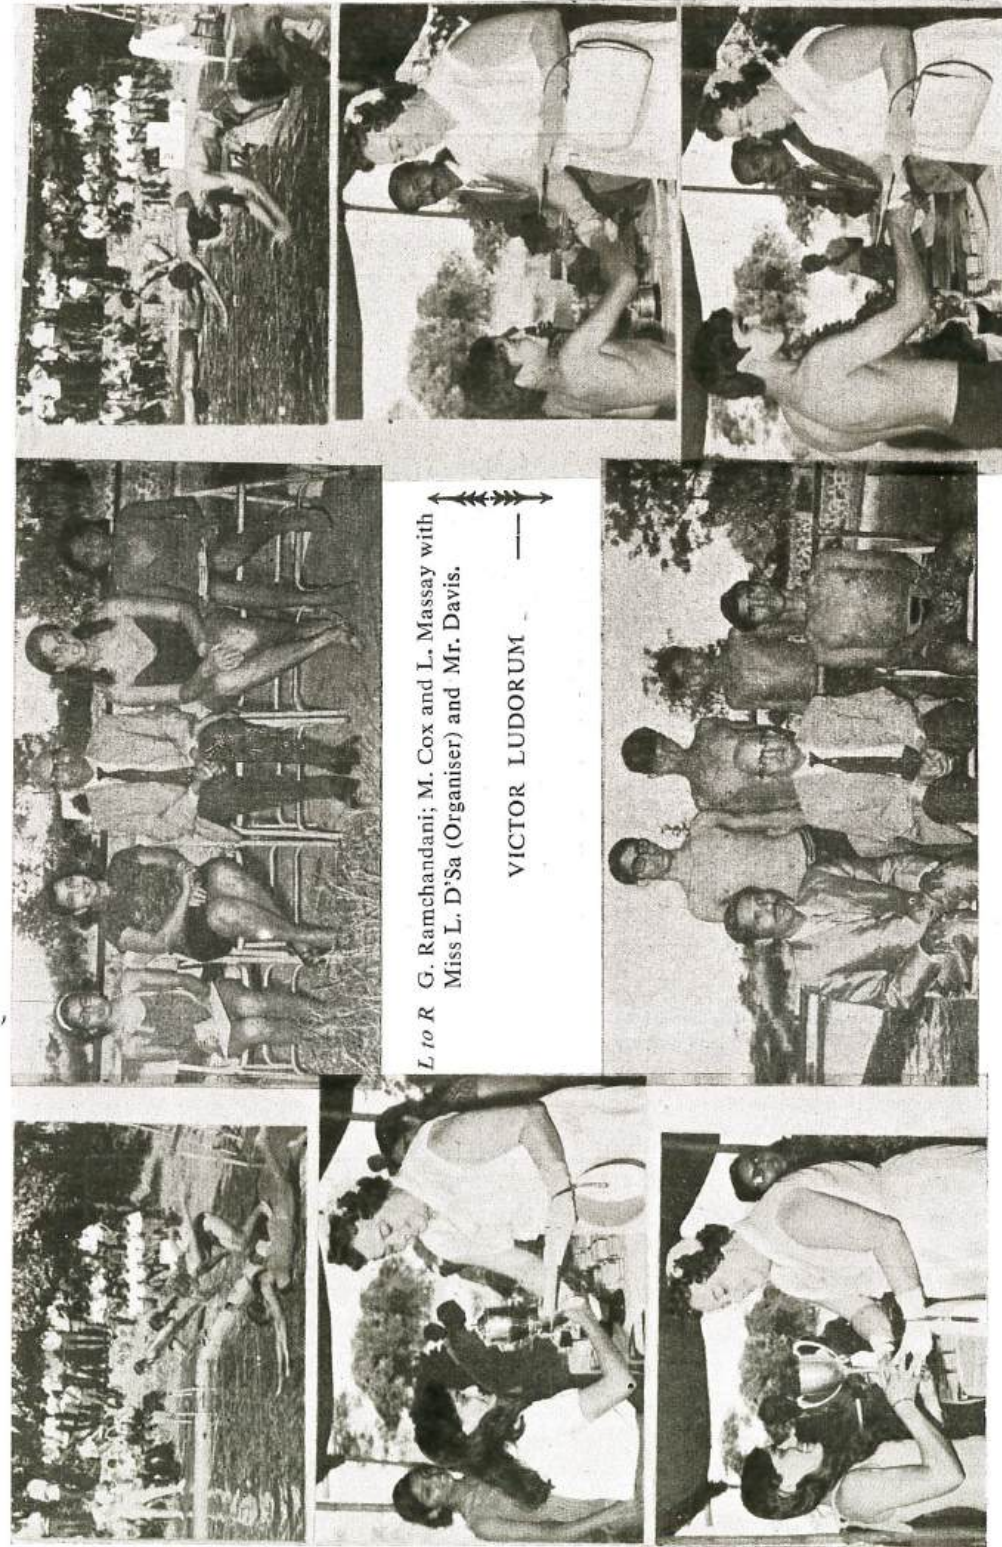 L to R G. Ramchandani; M. Cox and L. Massay with
Miss L. D'Sa (Organiser) and Mr. Davis.
VICTOR LUDORUM —